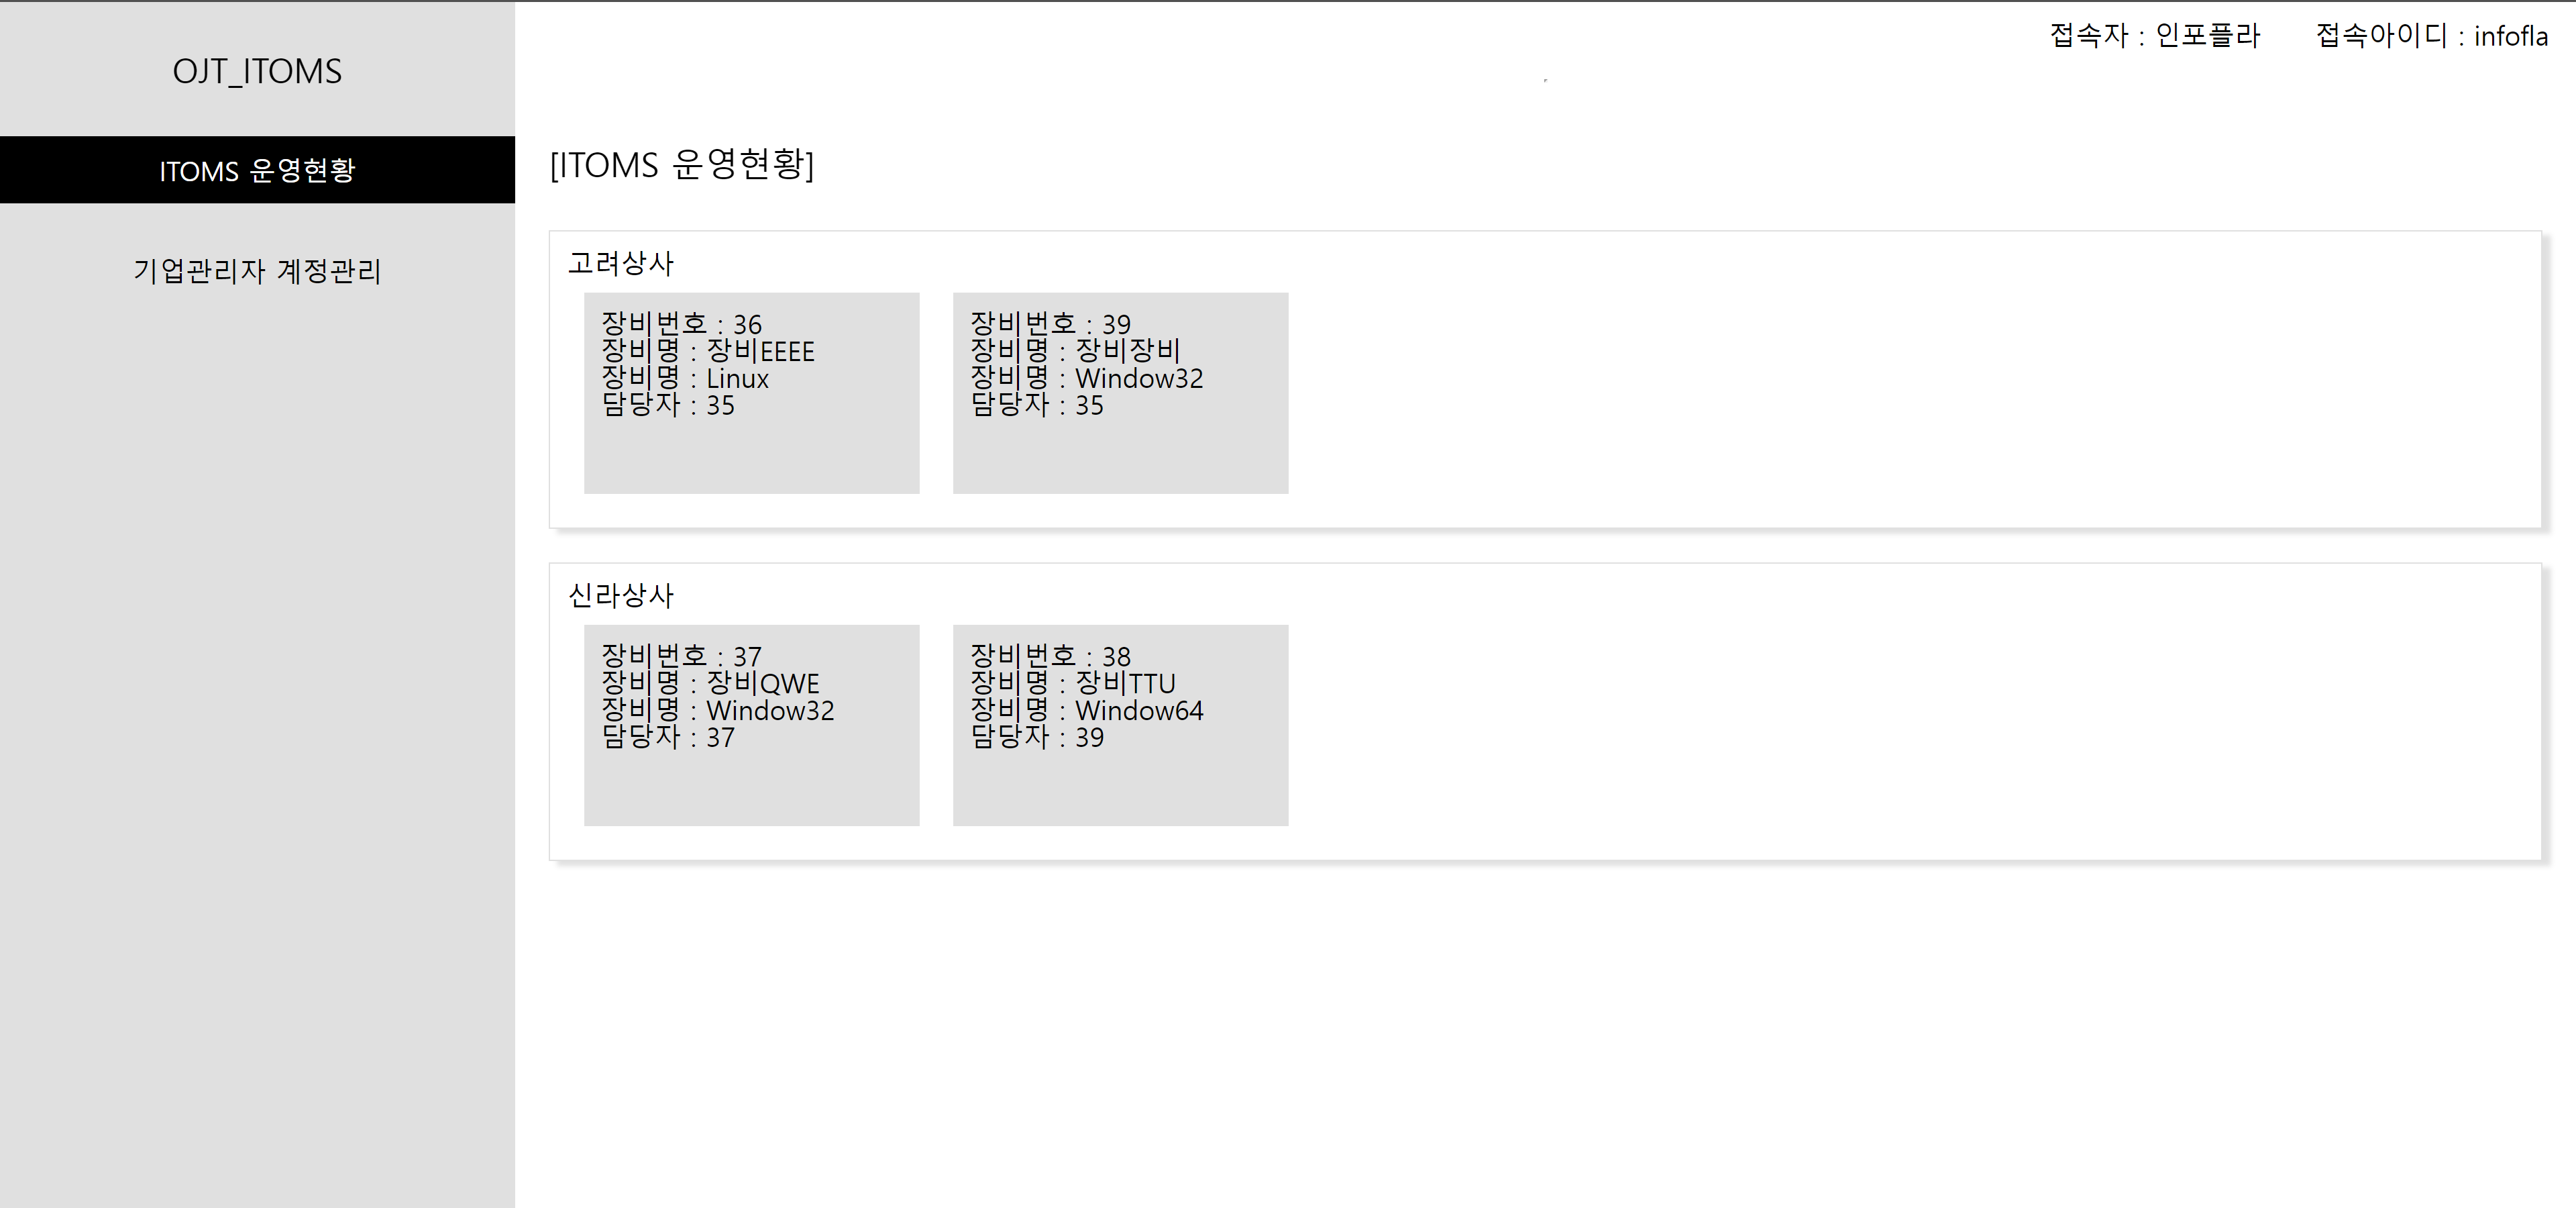 접속자 : 인포플라 접속아이디 : infofla
OJT_ITOMS
ITOMS 운영현황
기업관리자 계정관리
[ITOMS 운영현황]
고려상사
장비번호 : 36
장비명 : 장비EEEE
장비명 : Linux
담당자 : 35
장비번호 : 39
장비명 : 장비장비
장비명 : Window32
담당자 : 35
신라상사
장비번호 : 37
장비명 : 장비QWE
장비명 : Window32
담당자 : 37
장비번호 : 38
장비명 : 장비TTU
장비명 : Window64
담당자 : 39